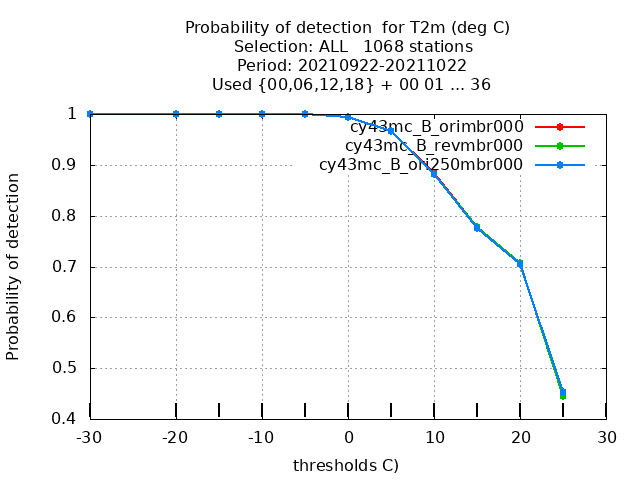 Probability of detection  for T2m (deg C)
Selection: ALL   1068 stations
Period: 20210922-20211022
Used {00,06,12,18} + 00 01 ... 36
cy43mc_B_orimbr000
cy43mc_B_revmbr000
cy43mc_B_ori250mbr000
Probability of detection
1
0.9
0.8
0.7
0.6
0.5
0.4
-30 -20 -10 0 10 20 30
thresholds C)